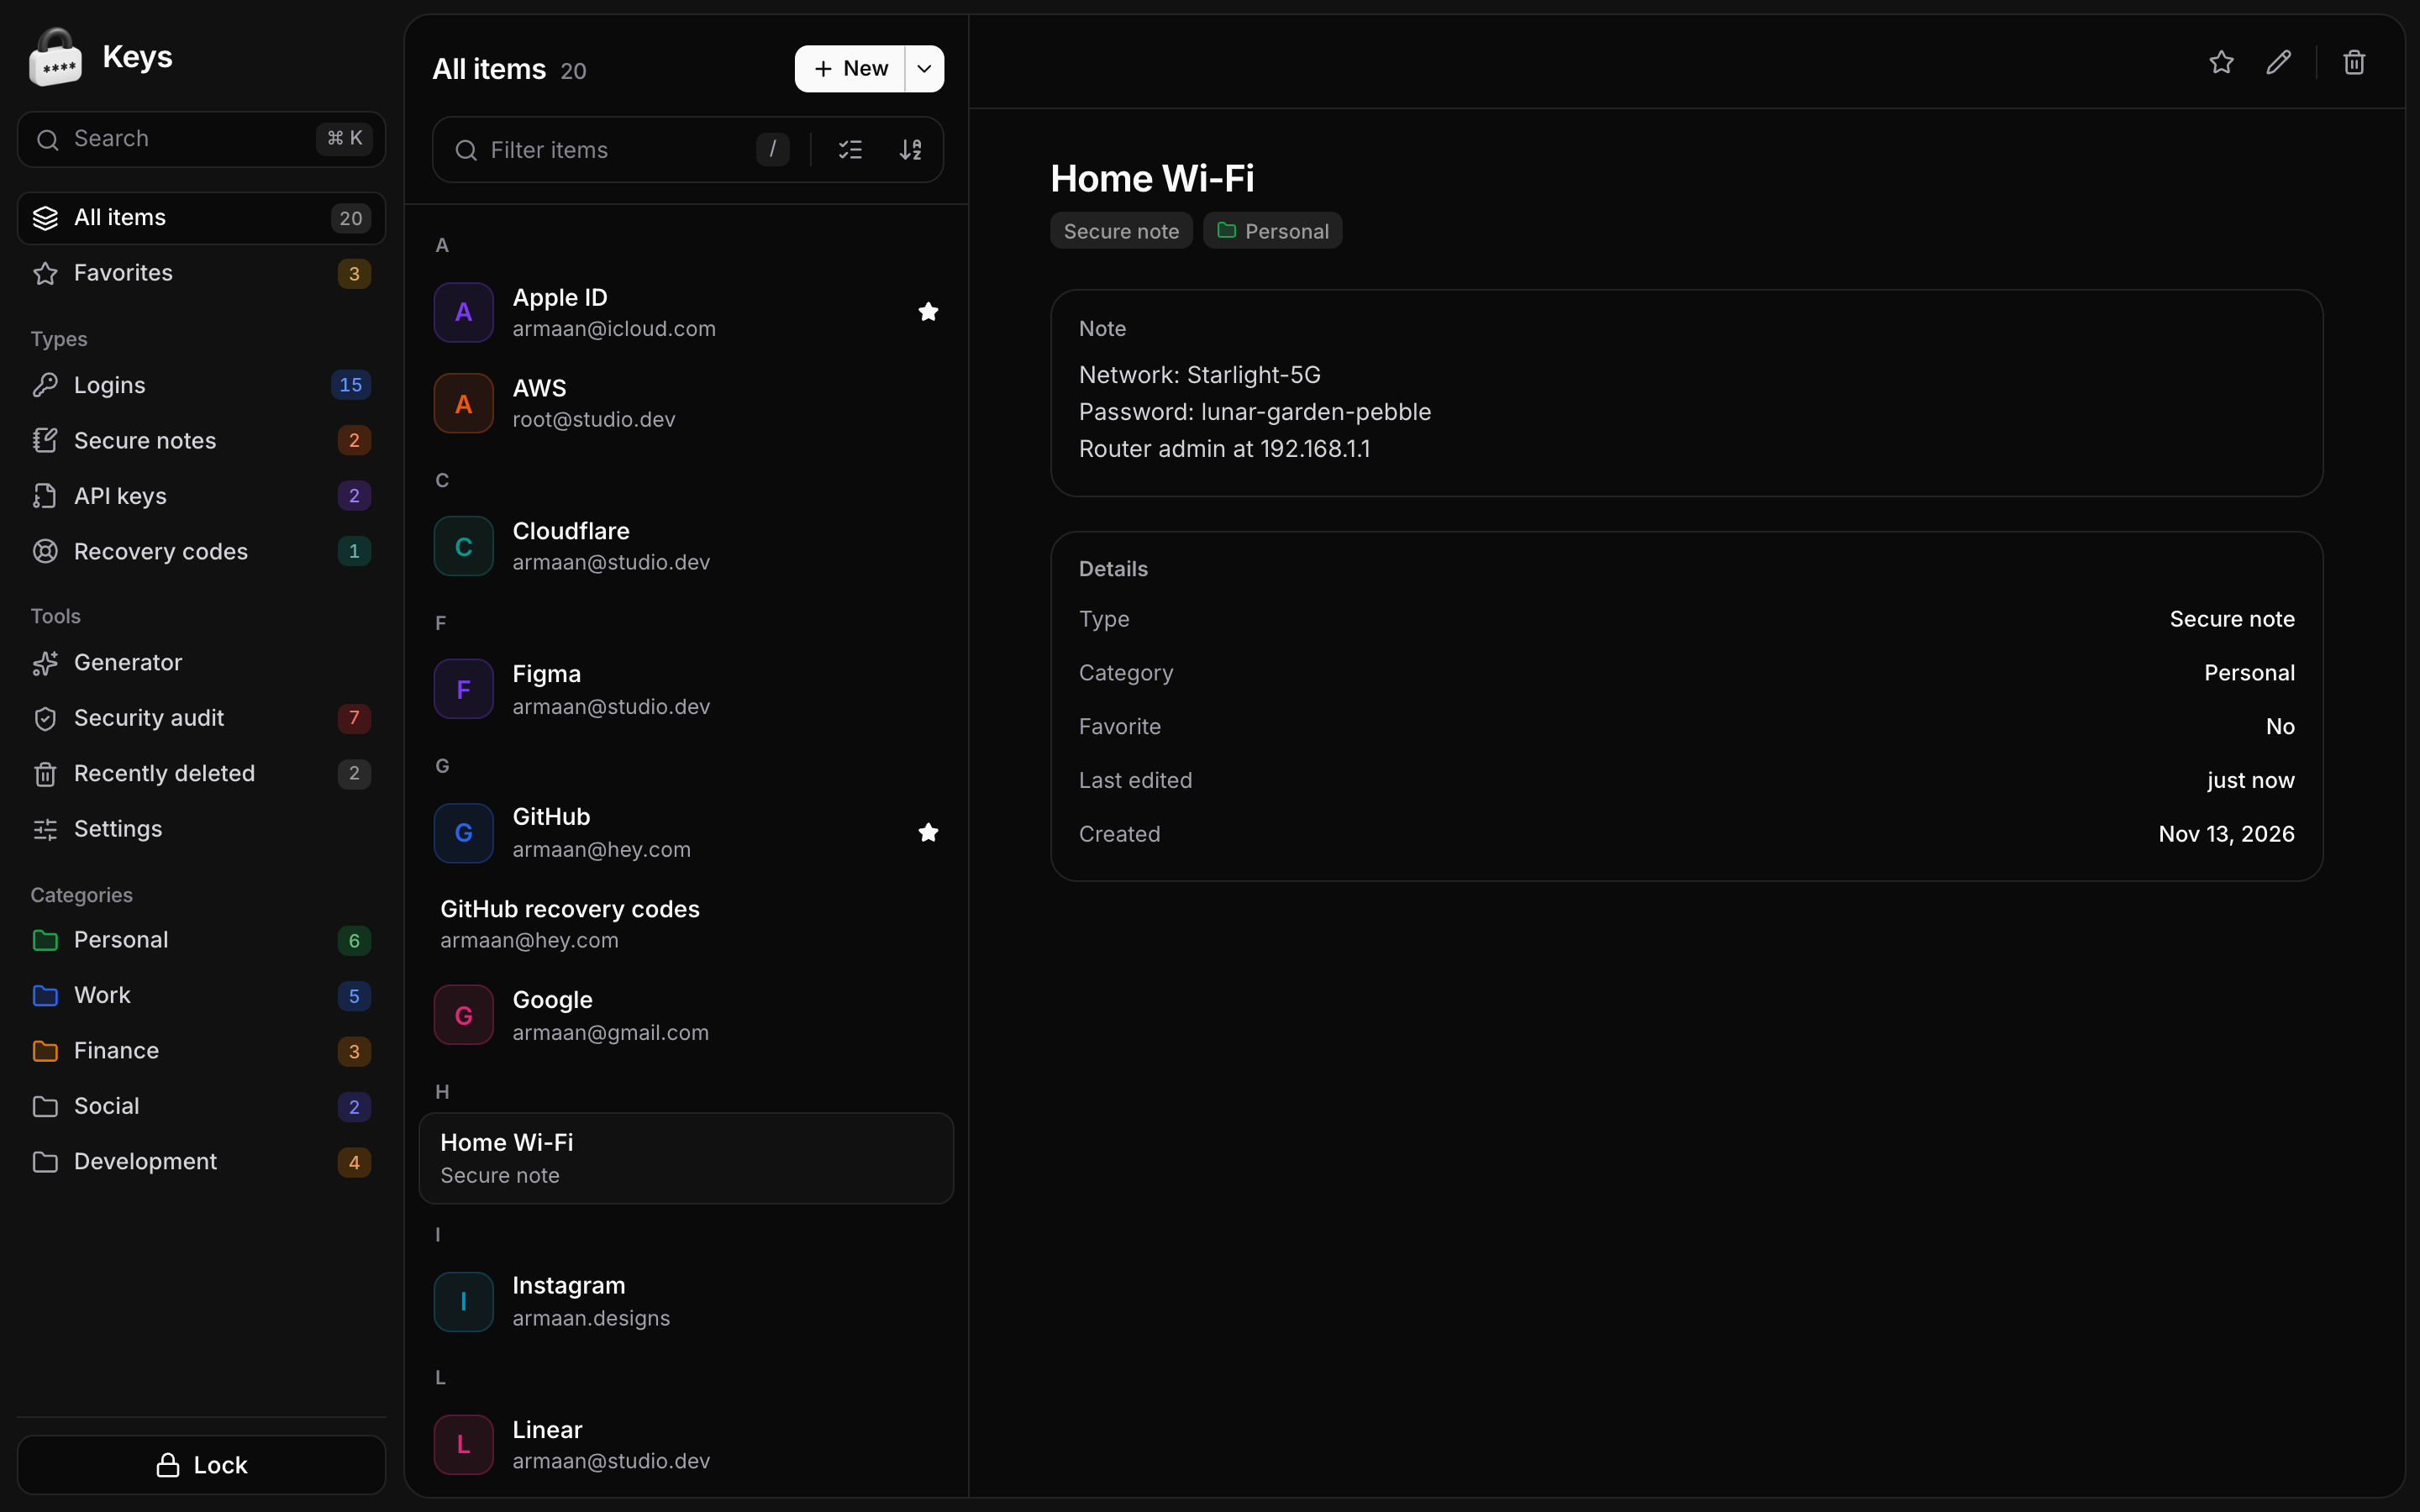 ****
Keys
Search
⌘ K
All items
20
Favorites
3
Types
Logins
15
Secure notes
2
API keys
2
Recovery codes
1
Tools
Generator
Security audit
7
Recently deleted
2
Settings
Categories
Personal
6
Work
5
Finance
3
Social
2
Development
4
Lock
All items 20
+ New
Filter items
/
A
A
Apple ID
armaan@icloud.com
A
AWS
root@studio.dev
C
C
Cloudflare
armaan@studio.dev
F
F
Figma
armaan@studio.dev
G
G
GitHub
armaan@hey.com
GitHub recovery codes
armaan@hey.com
G
Google
armaan@gmail.com
H
Home Wi-Fi
Secure note
I
I
Instagram
armaan.designs
L
L
Linear
armaan@studio.dev
Home Wi-Fi
Secure note
Personal
Note
Network: Starlight-5G
Password: lunar-garden-pebble
Router admin at 192.168.1.1
Details
Type
Secure note
Category
Personal
Favorite
No
Last edited
just now
Created
Nov 13, 2026